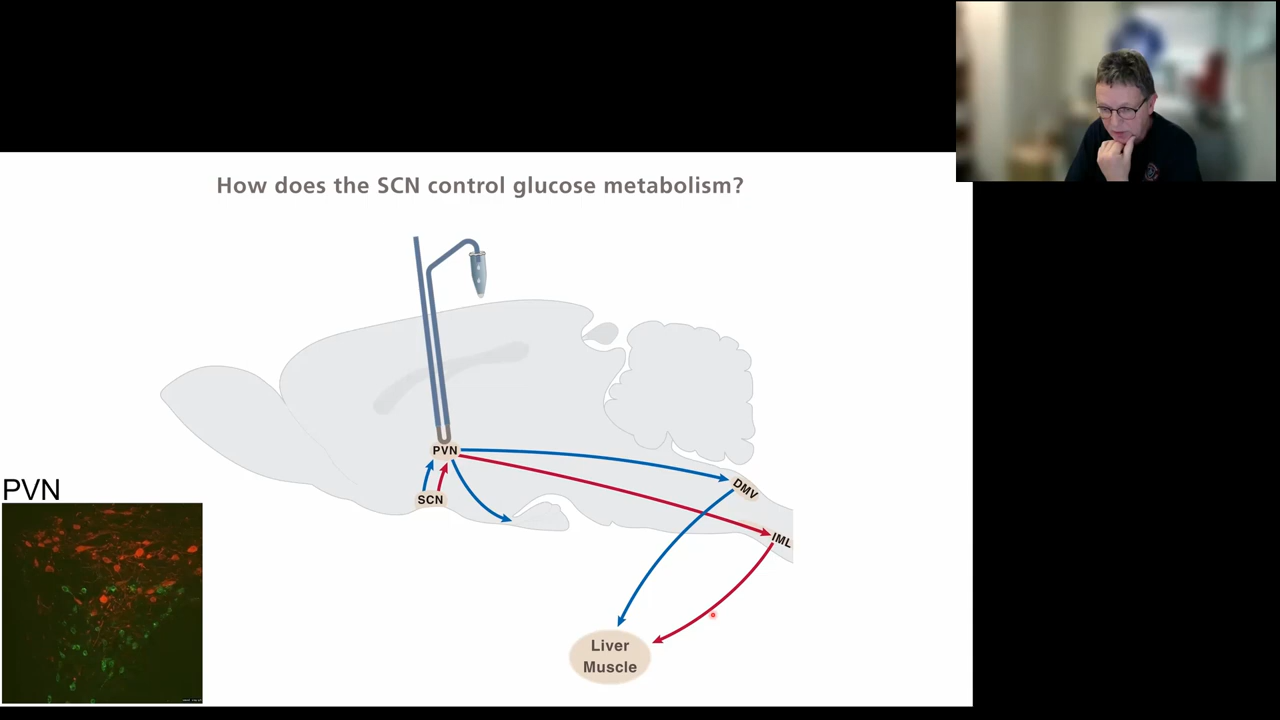 How does the SCN control glucose metabolism?
PVN
SCN
DMV
IML
Liver
Muscle
PVN